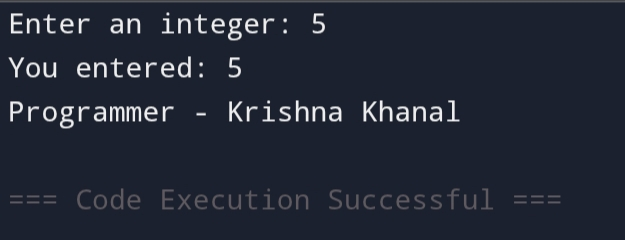 Enter an integer: 5
You entered: 5
Programmer - Krishna Khanal
=== Code Execution Successful ===